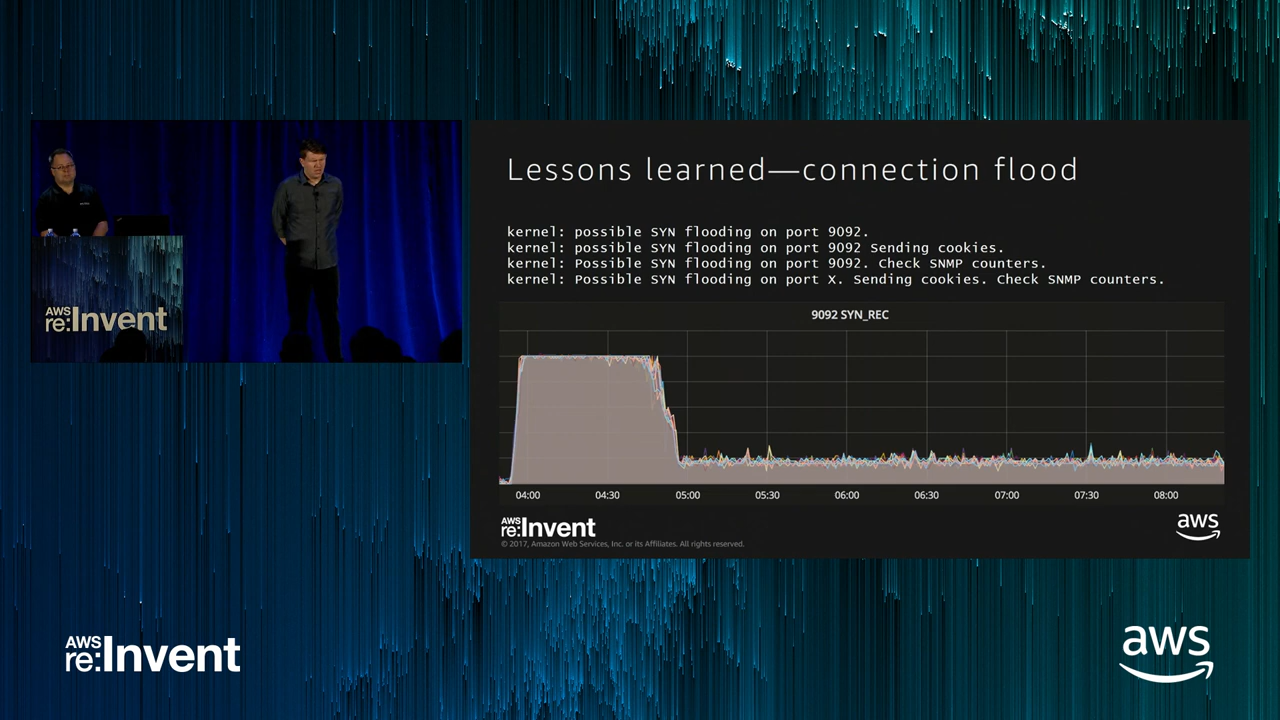 Lessons learned—connection flood
kernel: possible SYN flooding on port 9092.
kernel: possible SYN flooding on port 9092 Sending cookies.
kernel: Possible SYN flooding on port 9092. Check SNMP counters.
kernel: Possible SYN flooding on port X. Sending cookies. Check SNMP counters.
9092 SYN_REC
04:00 04:30 05:00 05:30 06:00 06:30 07:00 07:30 08:00
AWS
re:Invent
© 2017, Amazon Web Services, Inc. or its Affiliates. All rights reserved.
aws
AWS
re:Invent
AWS
re:Invent
aws